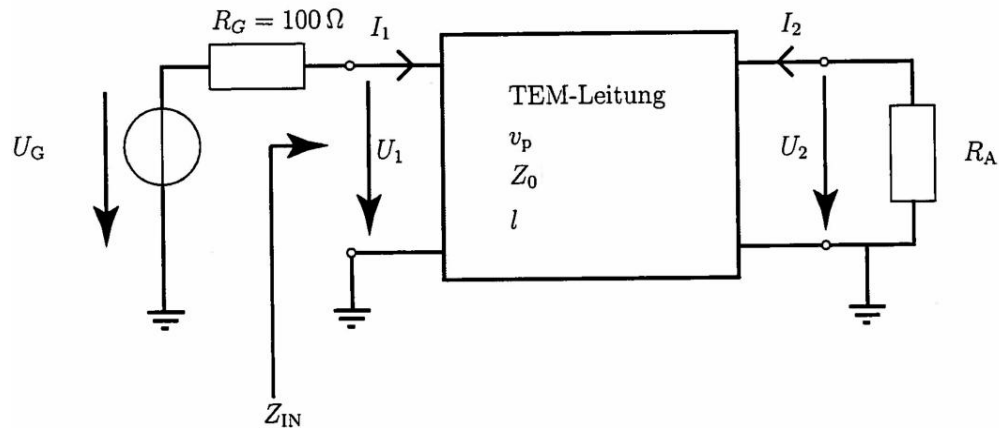 R_G = 100 Ω
I_1
I_2
TEM-Leitung
v_p
Z_0
l
U_G
U_1
U_2
R_A
Z_IN